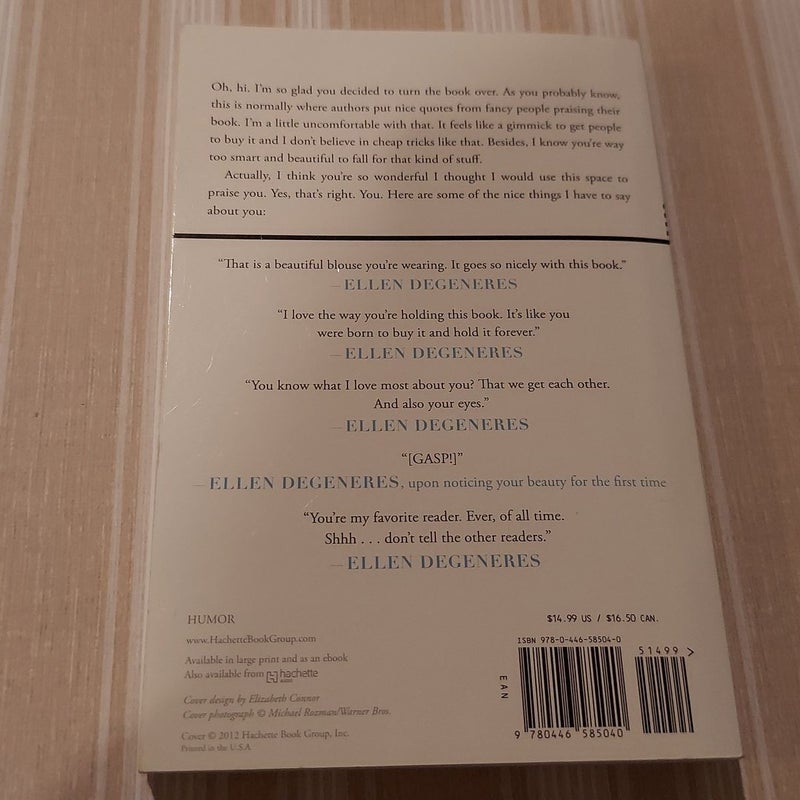 Oh, hi. I'm so glad you decided to turn the book over. As you probably know,
this is normally where authors put nice quotes from fancy people praising their
book. I'm a little uncomfortable with that. It feels like a gimmick to get people
to buy it and I don't believe in cheap tricks like that. Besides, I know you're way
too smart and beautiful to fall for that kind of stuff.
Actually, I think you're so wonderful I thought I would use this space to
praise you. Yes, that's right. You. Here are some of the nice things I have to say
about you:
“That is a beautiful blouse you're wearing. It goes so nicely with this book.”
—ELLEN DEGENERES
“I love the way you're holding this book. It's like you
were born to buy it and hold it forever.”
—ELLEN DEGENERES
“You know what I love most about you? That we get each other.
And also your eyes.”
—ELLEN DEGENERES
“[GASP!]”
—ELLEN DEGENERES, upon noticing your beauty for the first time
“You're my favorite reader. Ever, of all time.
Shhh . . . don't tell the other readers.”
—ELLEN DEGENERES
HUMOR
www.HachetteBookGroup.com
Available in large print and as an ebook
Also available from hachette
AUDIO
Cover design by Elizabeth Connor
Cover photograph © Michael Rozman/Warner Bros.
Cover © 2012 Hachette Book Group, Inc.
Printed in the U.S.A.
$14.99 US / $16.50 CAN.
ISBN 978-0-446-58504-0
51499 >
EAN
9 780446 585040